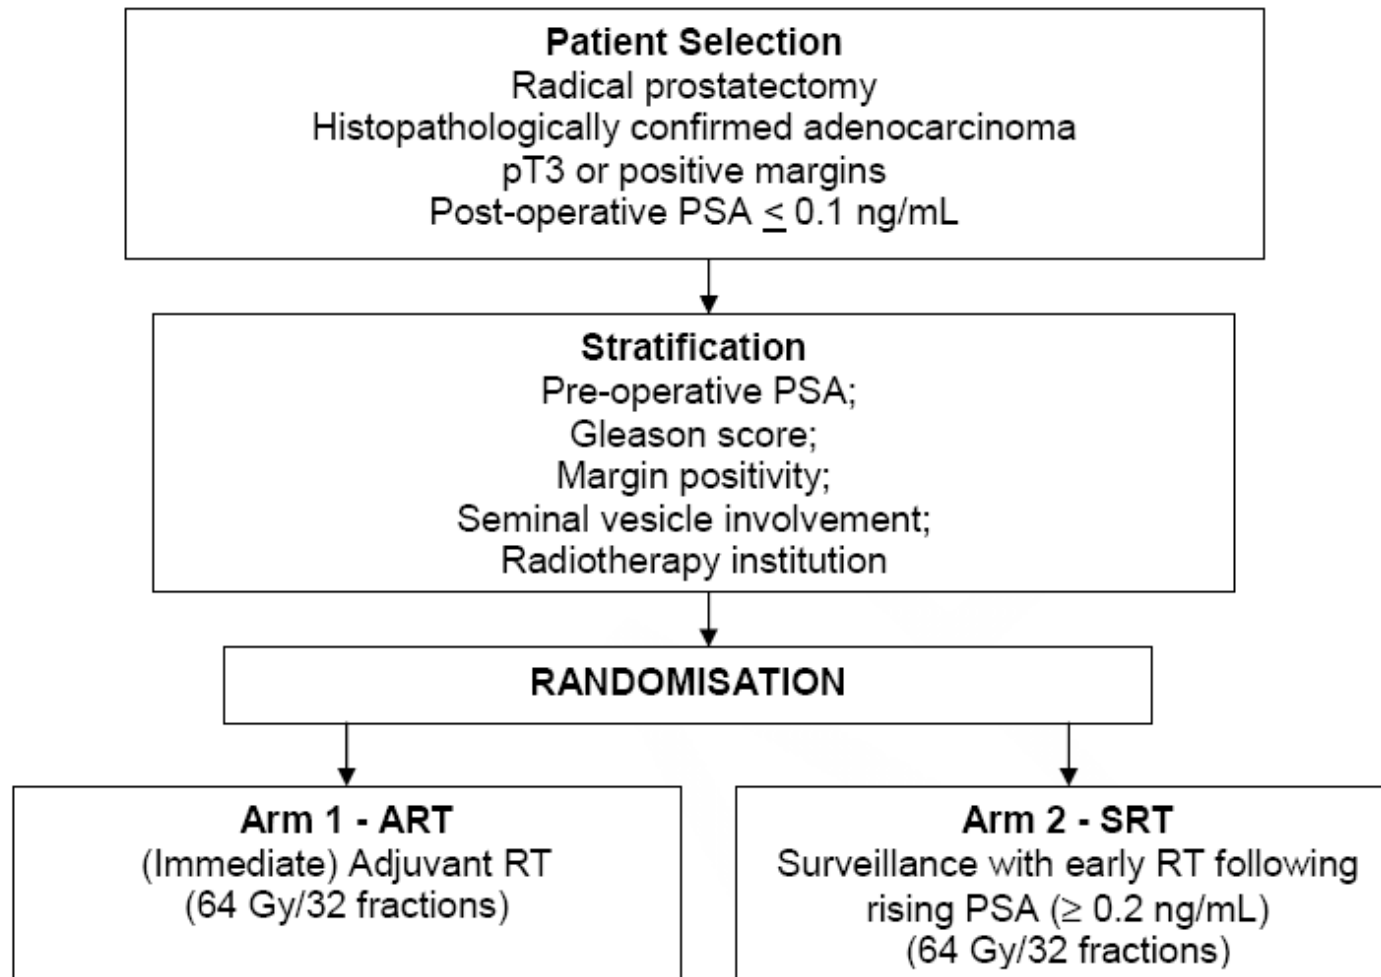 Patient Selection
Radical prostatectomy
Histopathologically confirmed adenocarcinoma
pT3 or positive margins
Post-operative PSA ≤ 0.1 ng/mL
Stratification
Pre-operative PSA;
Gleason score;
Margin positivity;
Seminal vesicle involvement;
Radiotherapy institution
RANDOMISATION
Arm 1 - ART
(Immediate) Adjuvant RT
(64 Gy/32 fractions)
Arm 2 - SRT
Surveillance with early RT following
rising PSA (≥ 0.2 ng/mL)
(64 Gy/32 fractions)